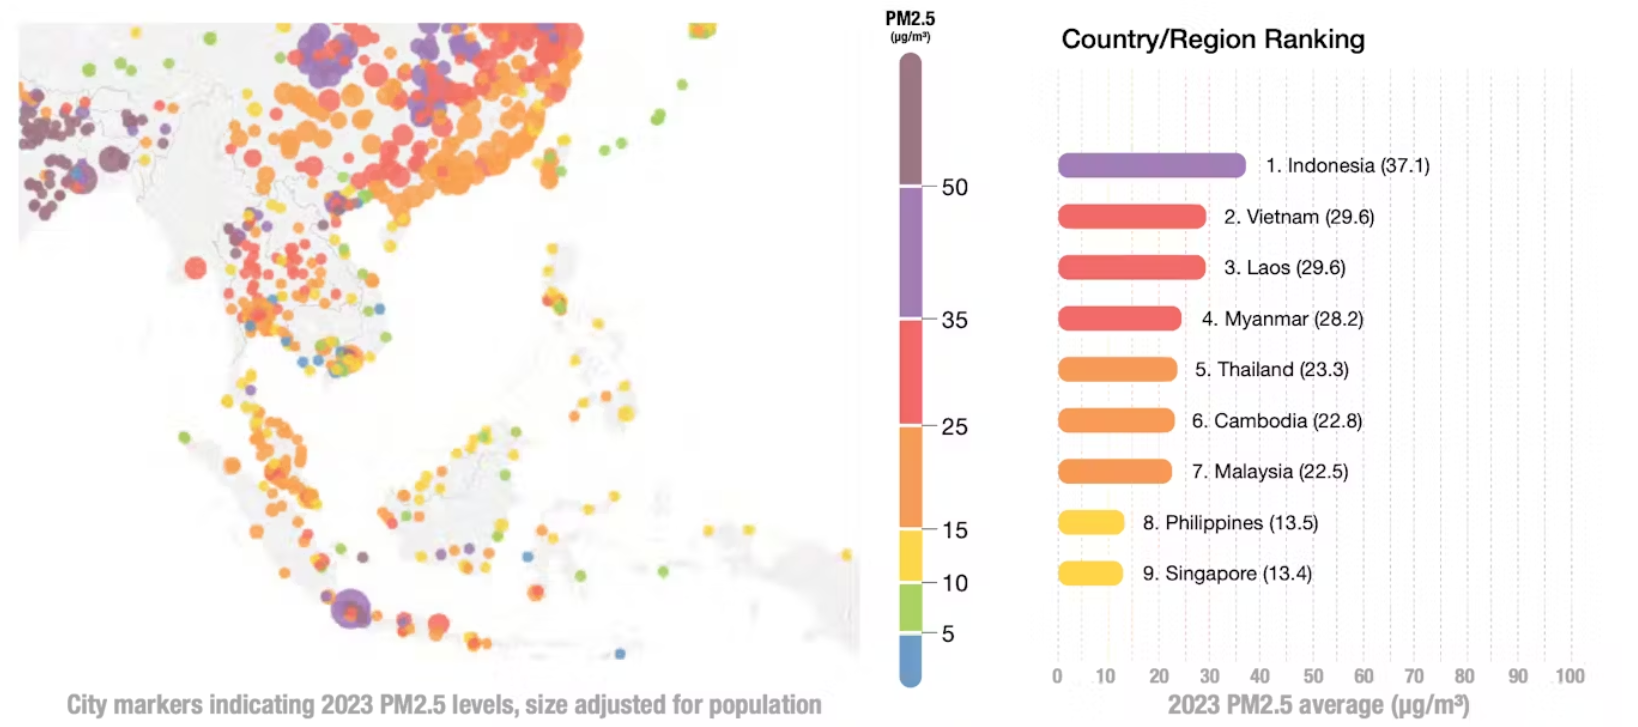 PM2.5
(µg/m³)
50
35
25
15
10
5
City markers indicating 2023 PM2.5 levels, size adjusted for population
Country/Region Ranking
1. Indonesia (37.1)
2. Vietnam (29.6)
3. Laos (29.6)
4. Myanmar (28.2)
5. Thailand (23.3)
6. Cambodia (22.8)
7. Malaysia (22.5)
8. Philippines (13.5)
9. Singapore (13.4)
0 10 20 30 40 50 60 70 80 90 100
2023 PM2.5 average (µg/m³)